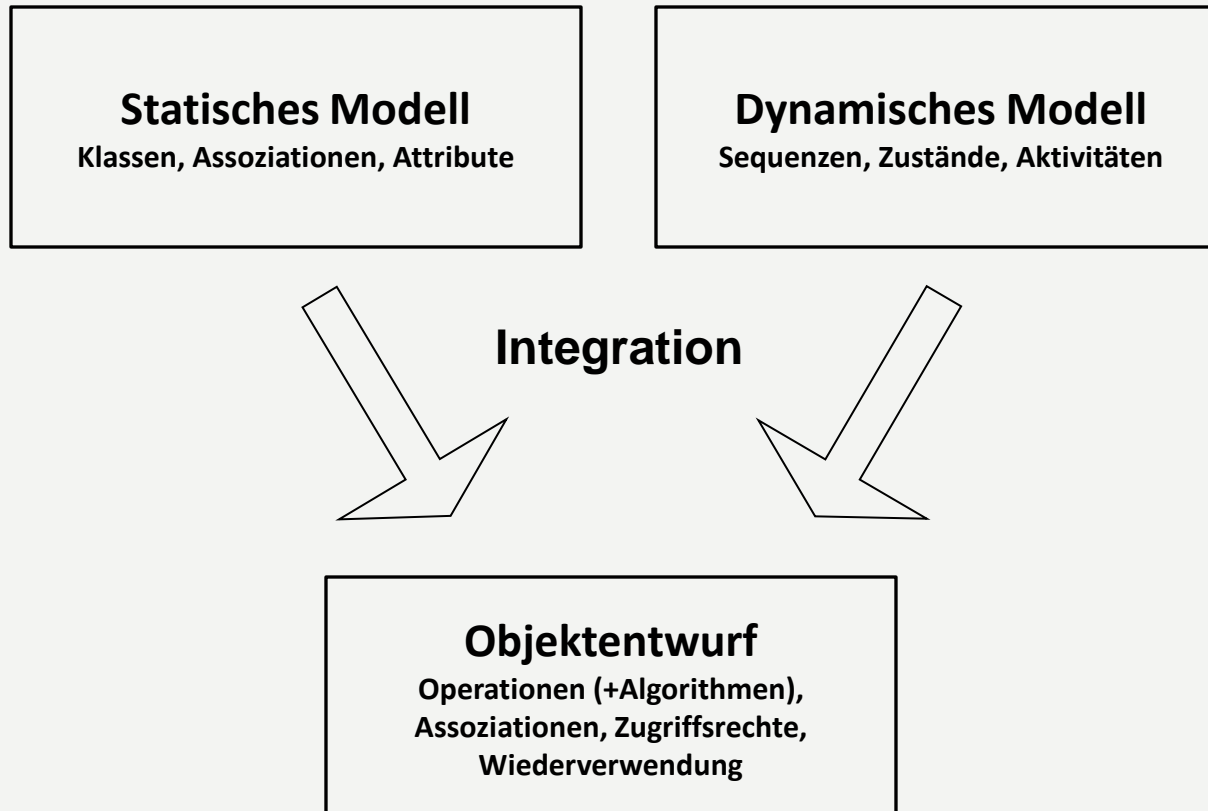 Statisches Modell
Klassen, Assoziationen, Attribute
Dynamisches Modell
Sequenzen, Zustände, Aktivitäten
Integration
Objektentwurf
Operationen (+Algorithmen),
Assoziationen, Zugriffsrechte,
Wiederverwendung